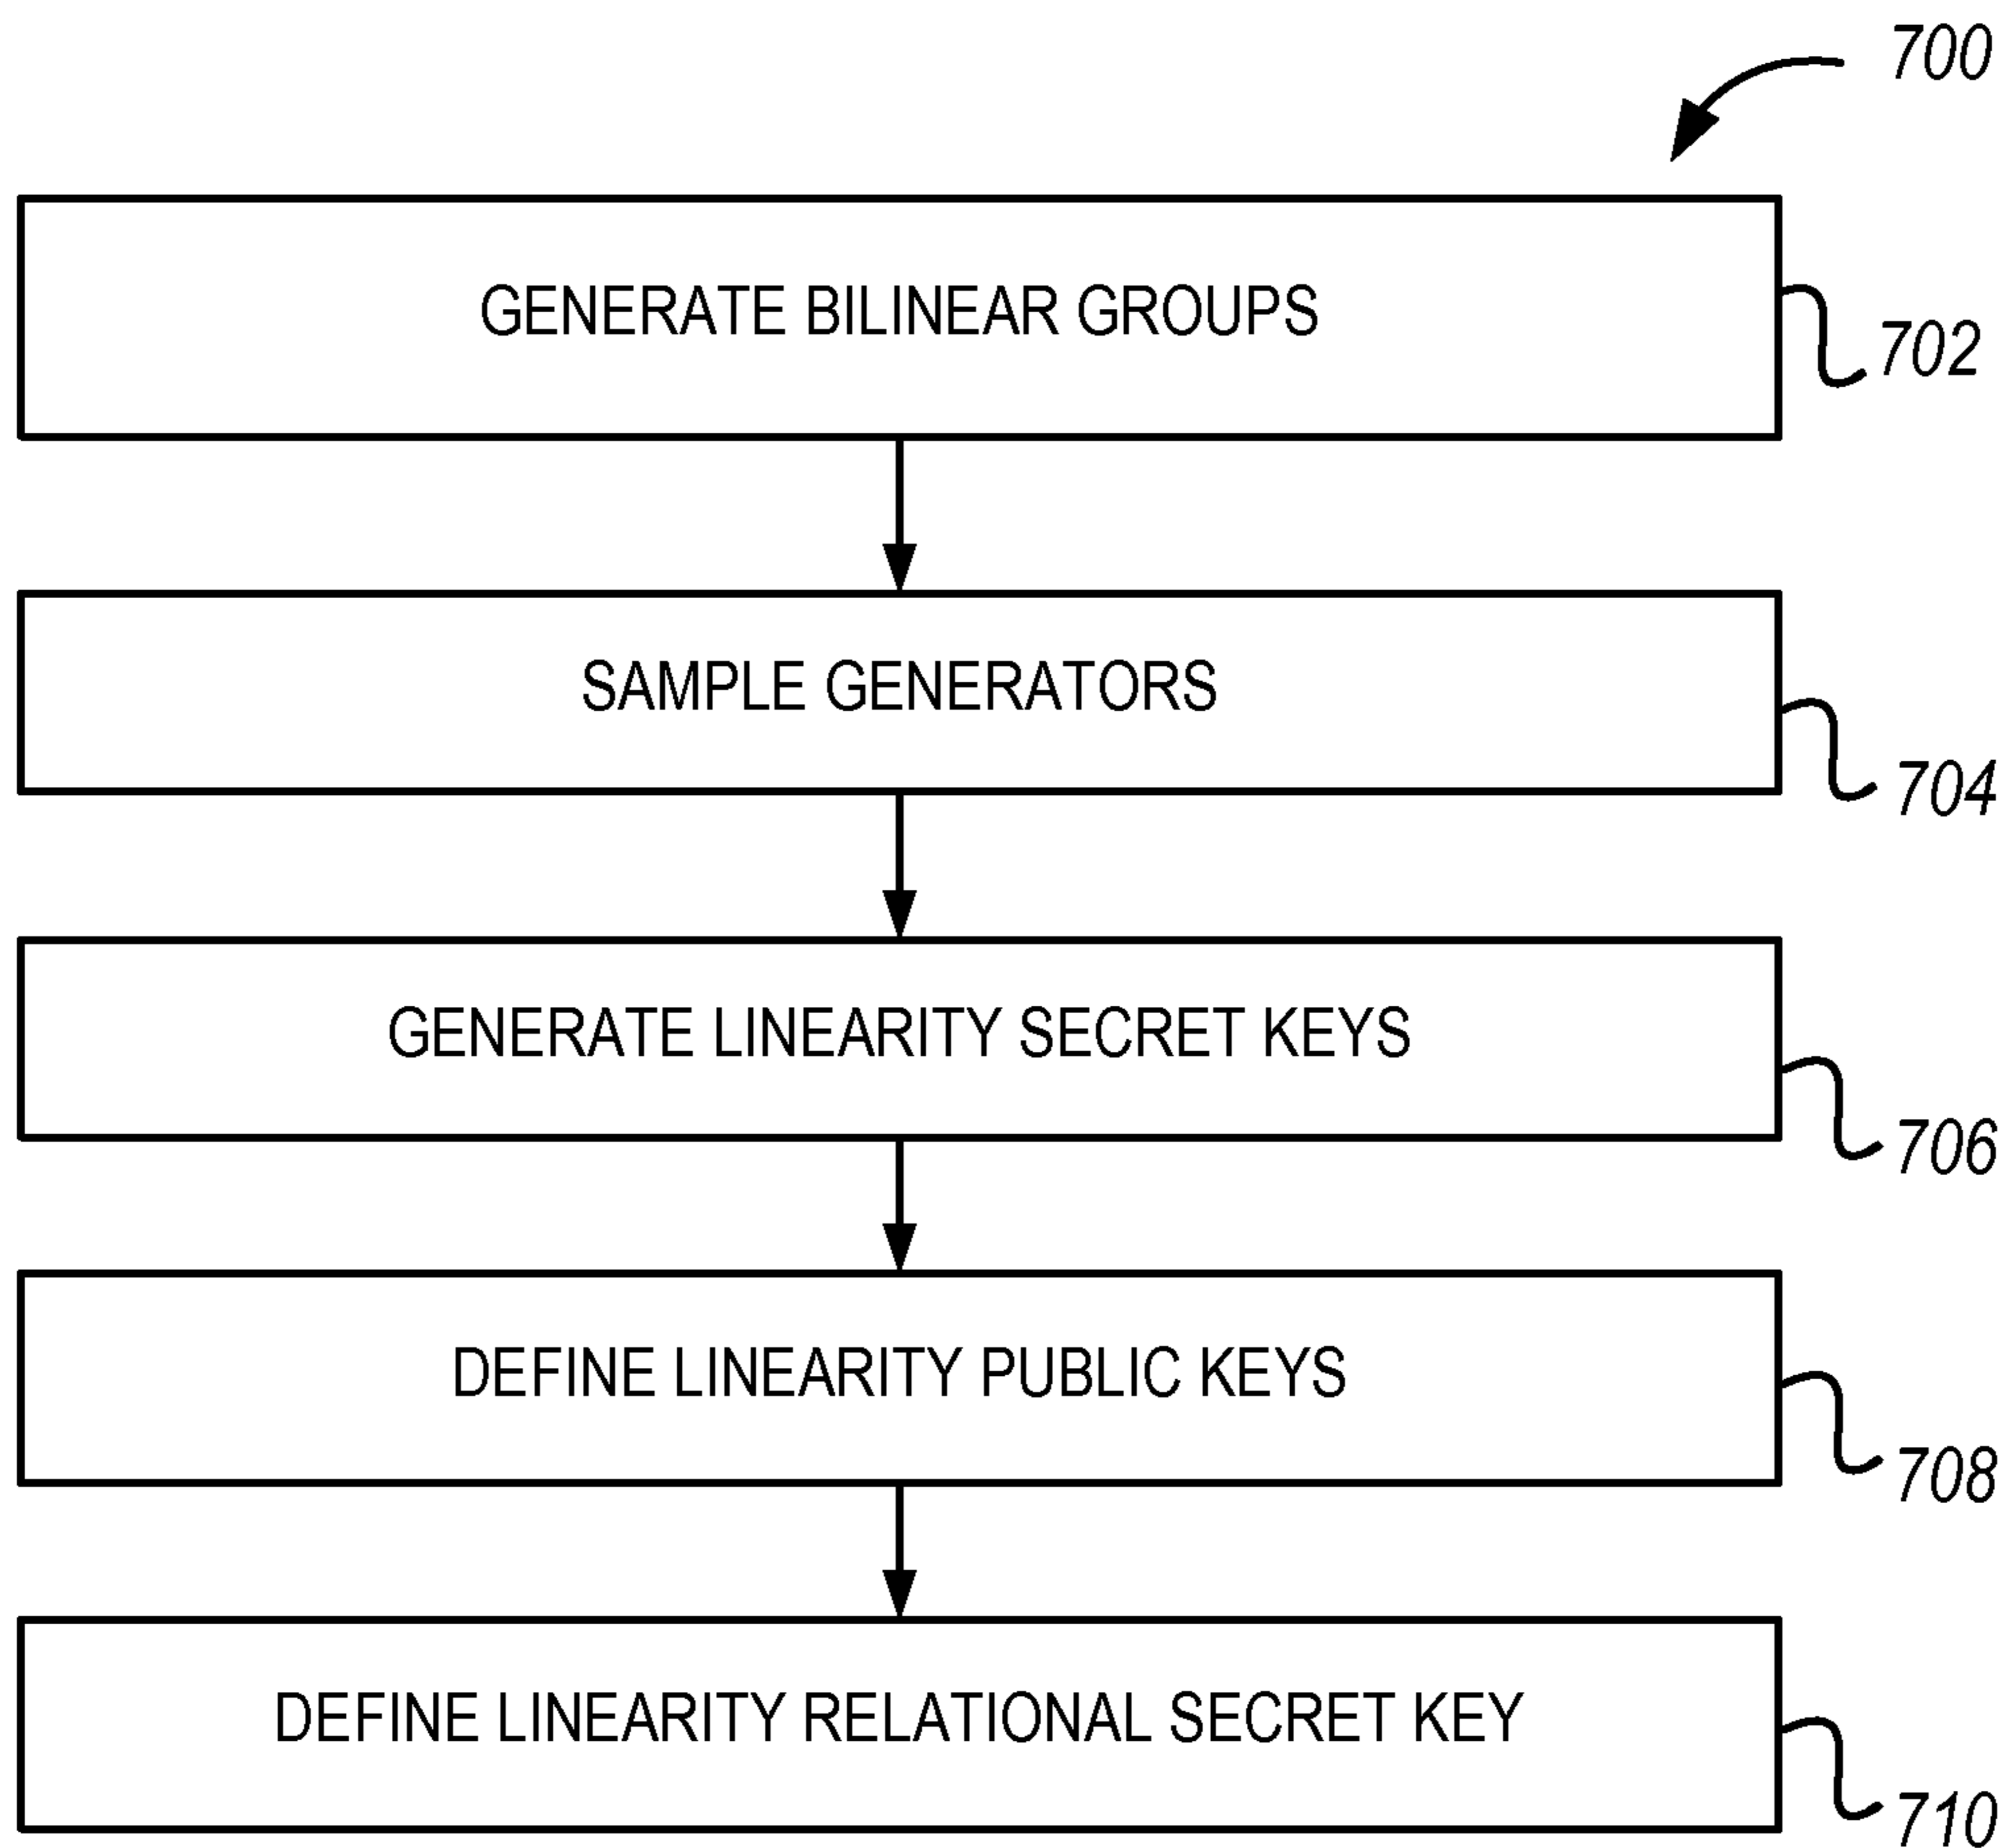 700
GENERATE BILINEAR GROUPS
702
SAMPLE GENERATORS
704
GENERATE LINEARITY SECRET KEYS
706
DEFINE LINEARITY PUBLIC KEYS
708
DEFINE LINEARITY RELATIONAL SECRET KEY
710